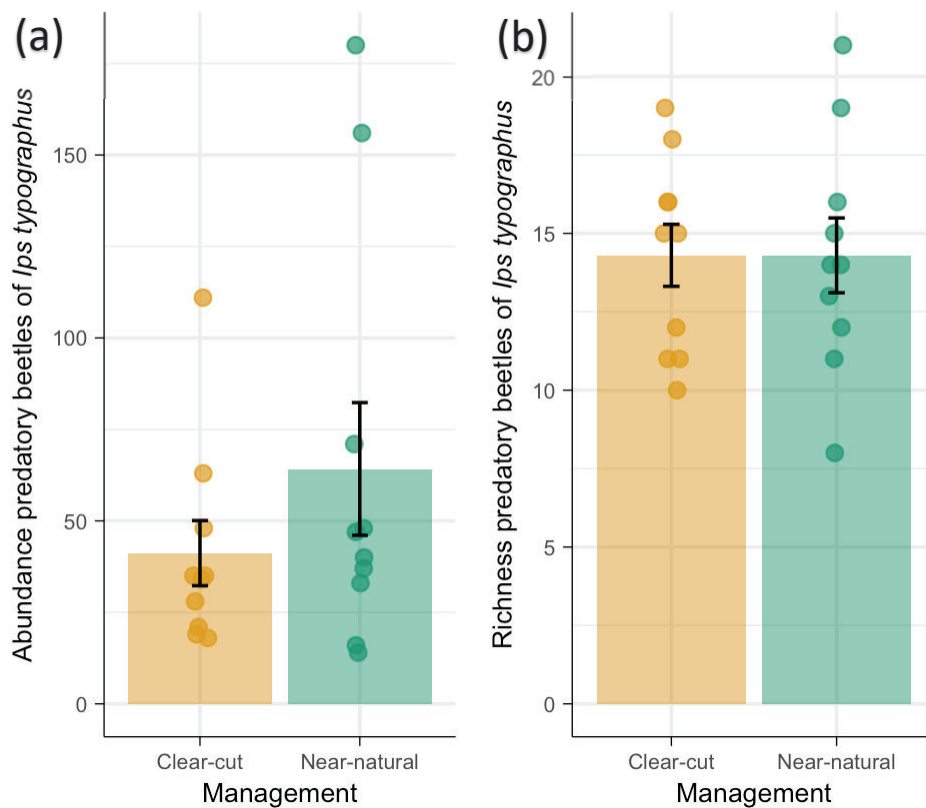 (a)
Abundance predatory beetles of Ips typographus
150
100
50
0
Clear-cut
Near-natural
Management
(b)
Richness predatory beetles of Ips typographus
20
15
10
5
0
Clear-cut
Near-natural
Management